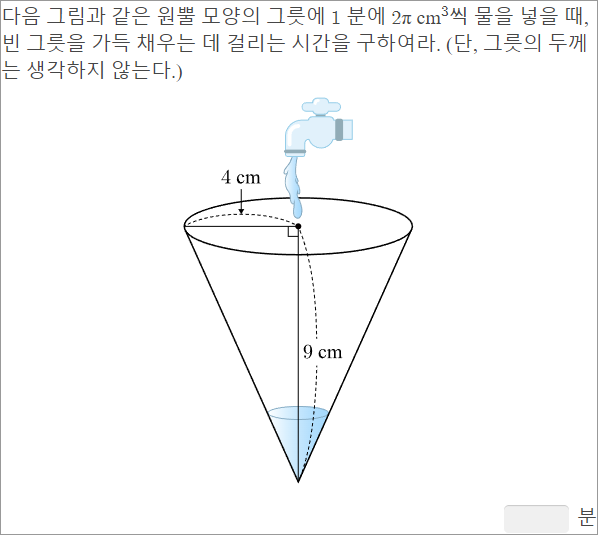 다음 그림과 같은 원뿔 모양의 그릇에 1 분에 2π cm³씩 물을 넣을 때,
빈 그릇을 가득 채우는 데 걸리는 시간을 구하여라. (단, 그릇의 두께
는 생각하지 않는다.)
4 cm
9 cm
분